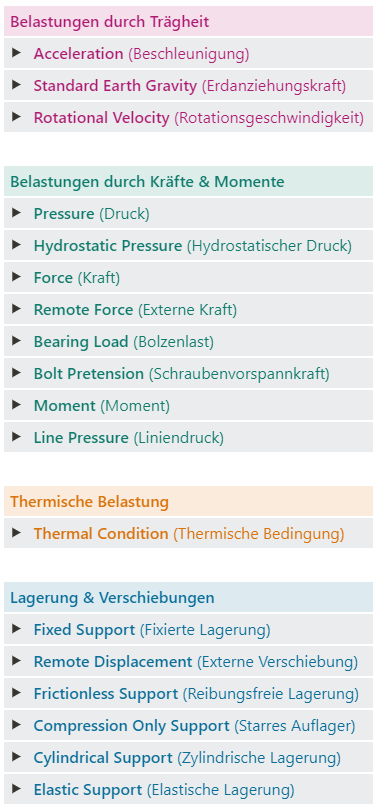 Belastungen durch Trägheit
Acceleration (Beschleunigung)
Standard Earth Gravity (Erdanziehungskraft)
Rotational Velocity (Rotationsgeschwindigkeit)
Belastungen durch Kräfte & Momente
Pressure (Druck)
Hydrostatic Pressure (Hydrostatischer Druck)
Force (Kraft)
Remote Force (Externe Kraft)
Bearing Load (Bolzenlast)
Bolt Pretension (Schraubenvorspannkraft)
Moment (Moment)
Line Pressure (Liniendruck)
Thermische Belastung
Thermal Condition (Thermische Bedingung)
Lagerung & Verschiebungen
Fixed Support (Fixierte Lagerung)
Remote Displacement (Externe Verschiebung)
Frictionless Support (Reibungsfreie Lagerung)
Compression Only Support (Starres Auflager)
Cylindrical Support (Zylindrische Lagerung)
Elastic Support (Elastische Lagerung)